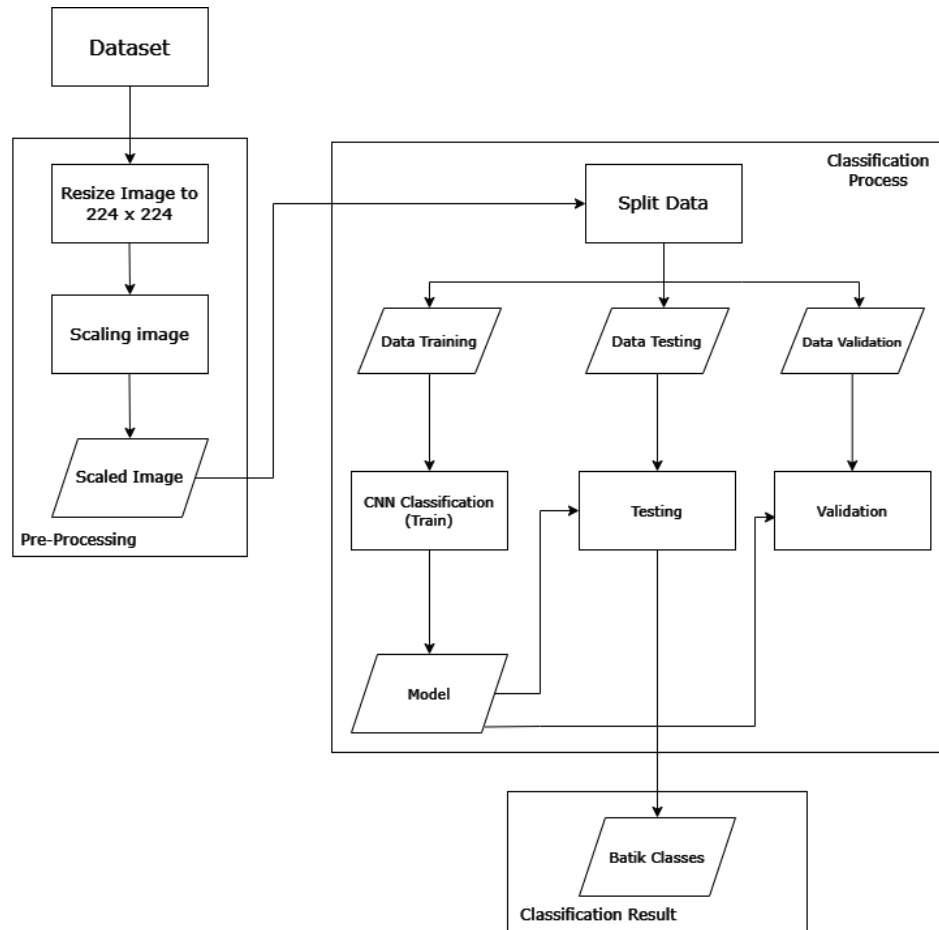 Dataset
Resize Image to
224 x 224
Scaling image
Scaled Image
Pre-Processing
Classification
Process
Split Data
Data Training
Data Testing
Data Validation
CNN Classification
(Train)
Testing
Validation
Model
Batik Classes
Classification Result